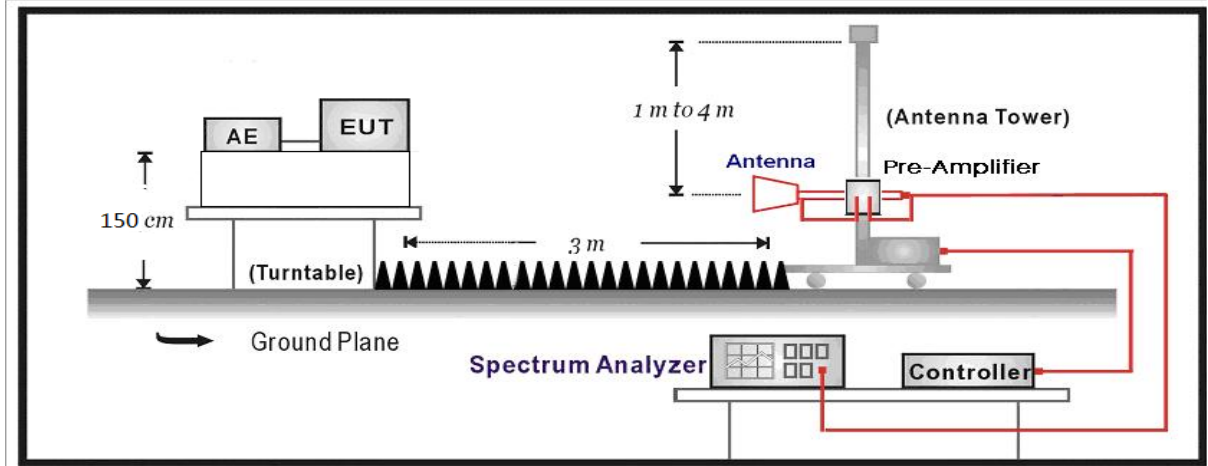 1 m to 4 m
(Antenna Tower)
AE
EUT
Antenna
Pre-Amplifier
150 cm
3 m
(Turntable)
Ground Plane
Spectrum Analyzer
Controller